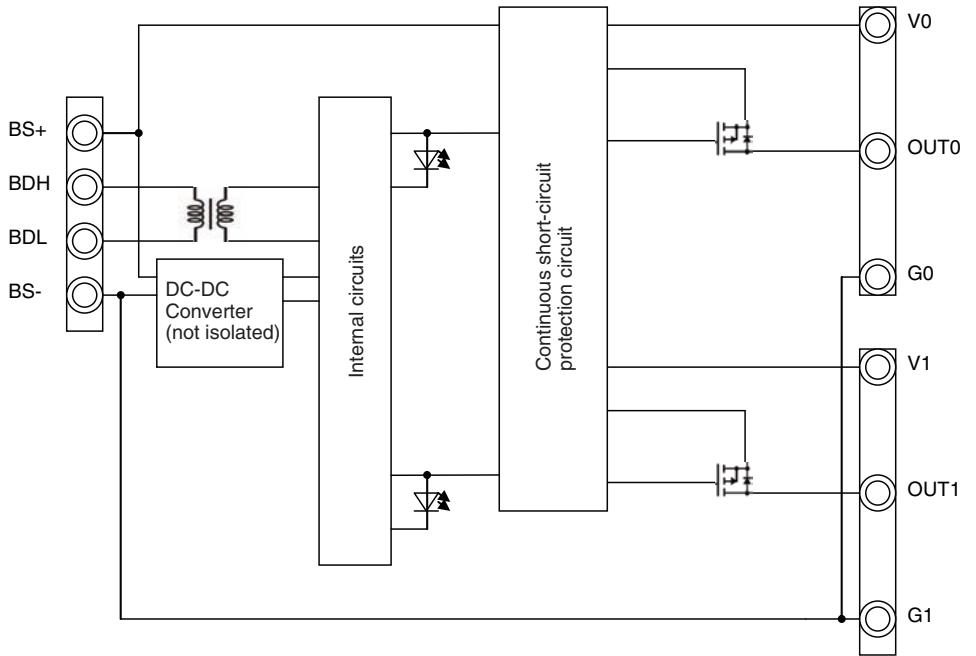 BS+
BDH
BDL
BS-
DC-DC
Converter
(not isolated)
Internal circuits
Continuous short-circuit
protection circuit
V0
OUT0
G0
V1
OUT1
G1